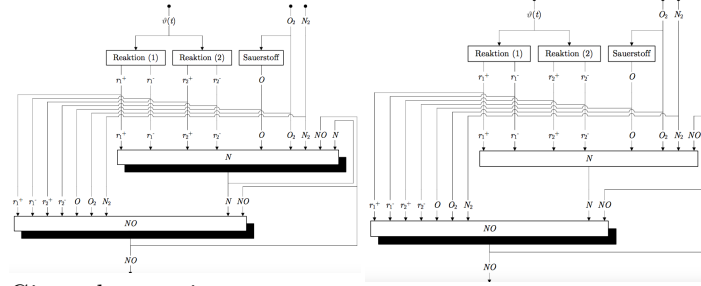 ϑ(t) O₂ N₂
Reaktion (1) Reaktion (2) Sauerstoff
r₁⁺ r₁⁻ r₂⁺ r₂⁻ O
r₁⁺ r₁⁻ r₂⁺ r₂⁻ O O₂ N₂ NO N
N
r₁⁺ r₁⁻ r₂⁺ r₂⁻ O O₂ N₂ N NO
NO
NO
ϑ(t) O₂ N₂
Reaktion (1) Reaktion (2) Sauerstoff
r₁⁺ r₁⁻ r₂⁺ r₂⁻ O
r₁⁺ r₁⁻ r₂⁺ r₂⁻ O O₂ N₂ NO
N
r₁⁺ r₁⁻ r₂⁺ r₂⁻ O O₂ N₂ N NO
NO
NO